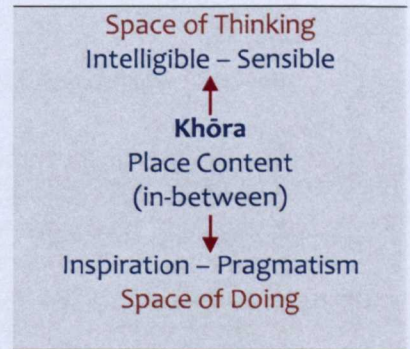 Space of Thinking
Intelligible – Sensible
Khōra
Place Content
(in-between)
Inspiration – Pragmatism
Space of Doing